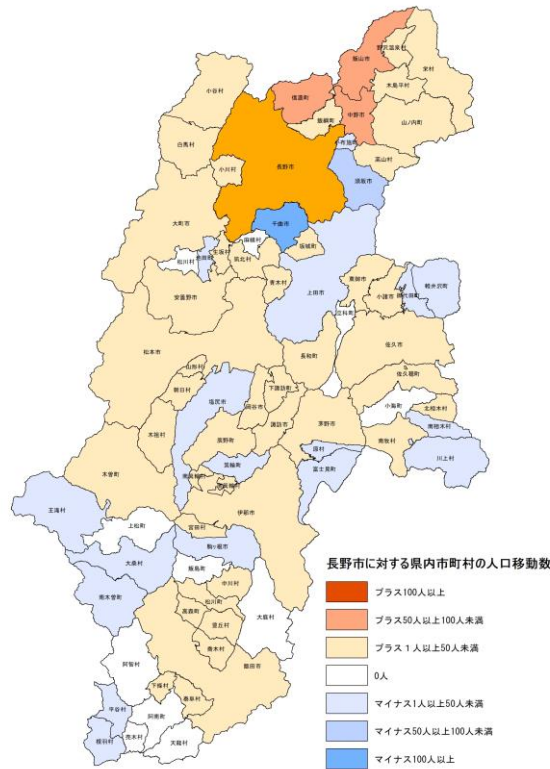 飯山市
野沢温泉村
栄村
木島平村
小谷村
信濃町
飯綱町
中野市
山ノ内町
白馬村
小布施町
高山村
小川村
長野市
須坂市
大町市
千曲市
生坂村
麻績村
坂城町
松川村
池田町
筑北村
青木村
上田市
東御市
小諸市
御代田町
軽井沢町
安曇野市
立科町
松本市
長和町
佐久市
山形村
佐久穂町
朝日村
塩尻市
岡谷市
下諏訪町
小海町
北相木村
南相木村
木祖村
辰野町
諏訪市
茅野市
南牧村
川上村
原村
富士見町
木曽町
箕輪町
南箕輪村
伊那市
王滝村
上松町
宮田村
駒ヶ根市
大桑村
飯島町
中川村
南木曽町
松川町
高森町
豊丘村
大鹿村
喬木村
阿智村
飯田市
下條村
泰阜村
平谷村
阿南町
根羽村
売木村
天龍村
長野市に対する県内市町村の人口移動数
プラス100人以上
プラス50人以上100人未満
プラス１人以上50人未満
0人
マイナス1人以上50人未満
マイナス50人以上100人未満
マイナス100人以上